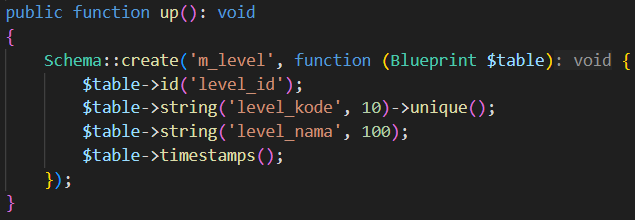 public function up(): void
{
    Schema::create('m_level', function (Blueprint $table): void {
        $table->id('level_id');
        $table->string('level_kode', 10)->unique();
        $table->string('level_nama', 100);
        $table->timestamps();
    });
}